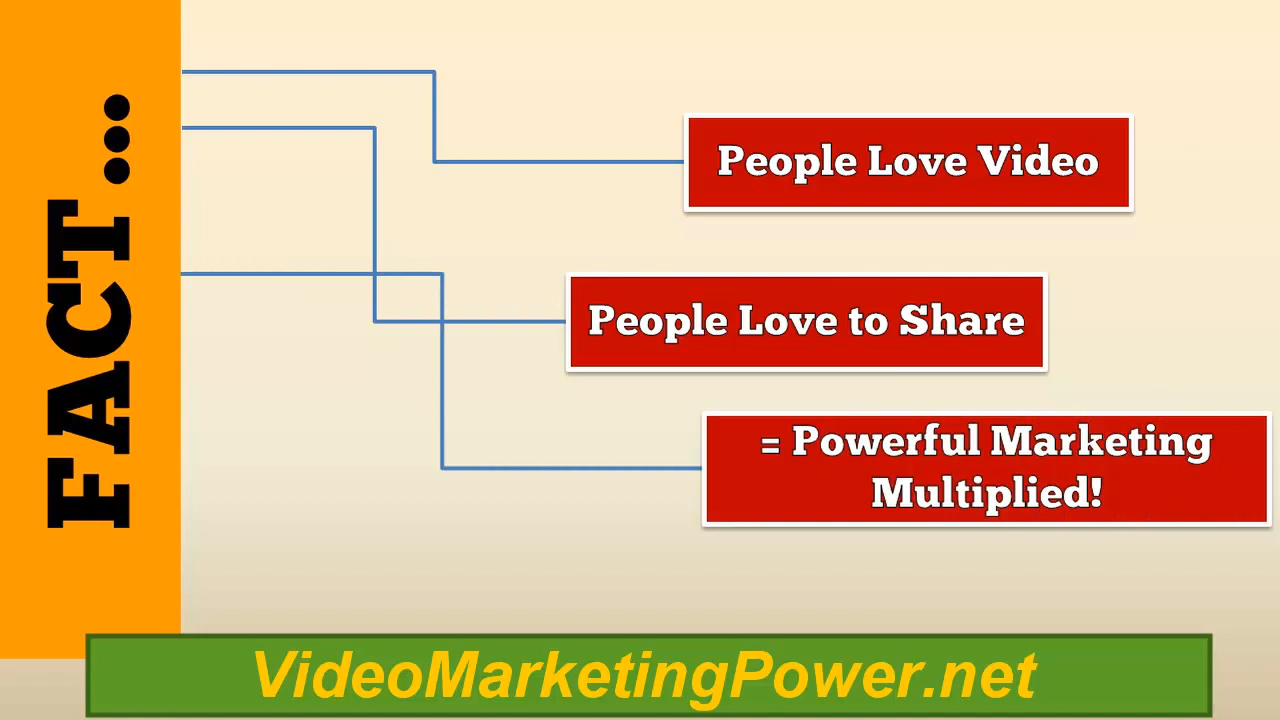 FACT...
People Love Video
People Love to Share
= Powerful Marketing
Multiplied!
VideoMarketingPower.net